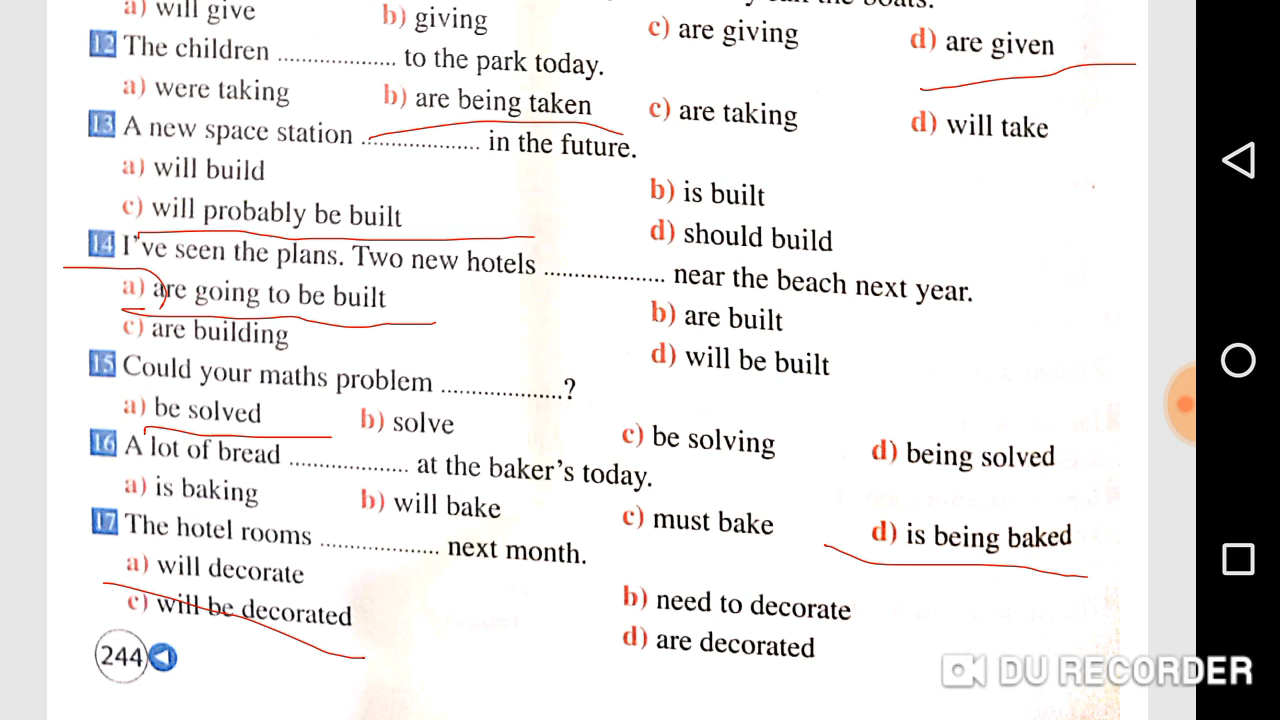 boats.
a) will give b) giving c) are giving d) are given
12 The children .................. to the park today.
a) were taking b) are being taken c) are taking d) will take
13 A new space station .................. in the future.
a) will build b) is built
c) will probably be built d) should build
14 I've seen the plans. Two new hotels .................. near the beach next year.
a) are going to be built b) are built
c) are building d) will be built
15 Could your maths problem ..................?
a) be solved b) solve c) be solving d) being solved
16 A lot of bread .................. at the baker's today.
a) is baking b) will bake c) must bake d) is being baked
17 The hotel rooms .................. next month.
a) will decorate b) need to decorate
c) will be decorated d) are decorated
244
DU RECORDER